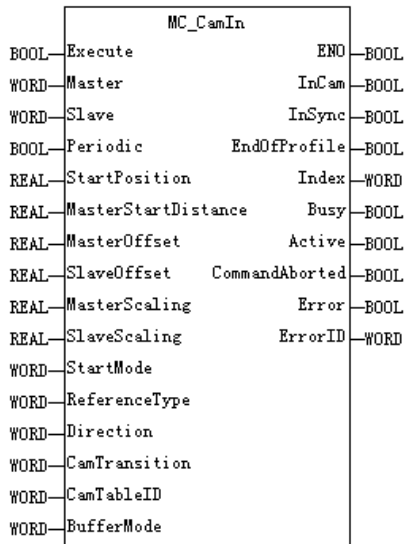 MC_CamIn
BOOL Execute ENO BOOL
WORD Master InCam BOOL
WORD Slave InSync BOOL
BOOL Periodic EndOfProfile BOOL
REAL StartPosition Index WORD
REAL MasterStartDistance Busy BOOL
REAL MasterOffset Active BOOL
REAL SlaveOffset CommandAborted BOOL
REAL MasterScaling Error BOOL
REAL SlaveScaling ErrorID WORD
WORD StartMode
WORD ReferenceType
WORD Direction
WORD CamTransition
WORD CamTableID
WORD BufferMode